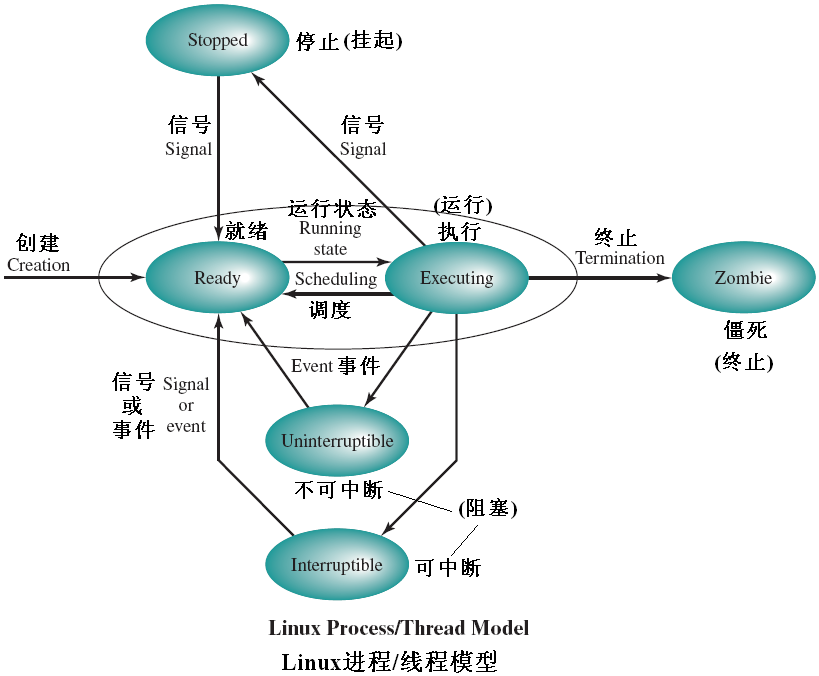 Stopped
停止(挂起)
信号
Signal
信号
Signal
创建
Creation
就绪
Ready
运行状态
Running
state
Scheduling
调度
(运行)
执行
Executing
终止
Termination
Zombie
僵死
(终止)
Event 事件
信号
或
事件
Signal
or
event
Uninterruptible
不可中断
(阻塞)
Interruptible
可中断
Linux Process/Thread Model
Linux进程/线程模型